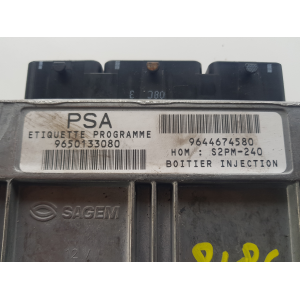 PSA
ETIQUETTE PROGRAMME
9650133080
9644674580
HOM : S2PM-240
BOITIER INJECTION
SAGEM